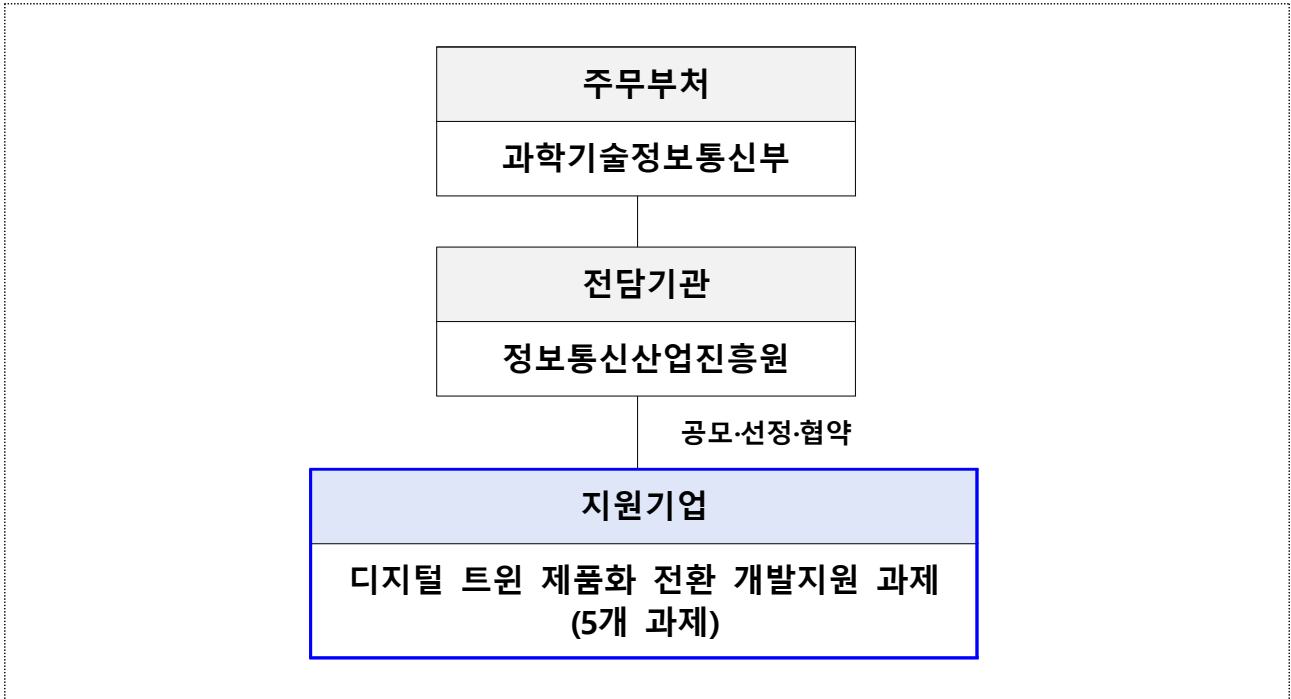 주무부처
과학기술정보통신부
전담기관
정보통신산업진흥원
공모·선정·협약
지원기업
디지털 트윈 제품화 전환 개발지원 과제
(5개 과제)